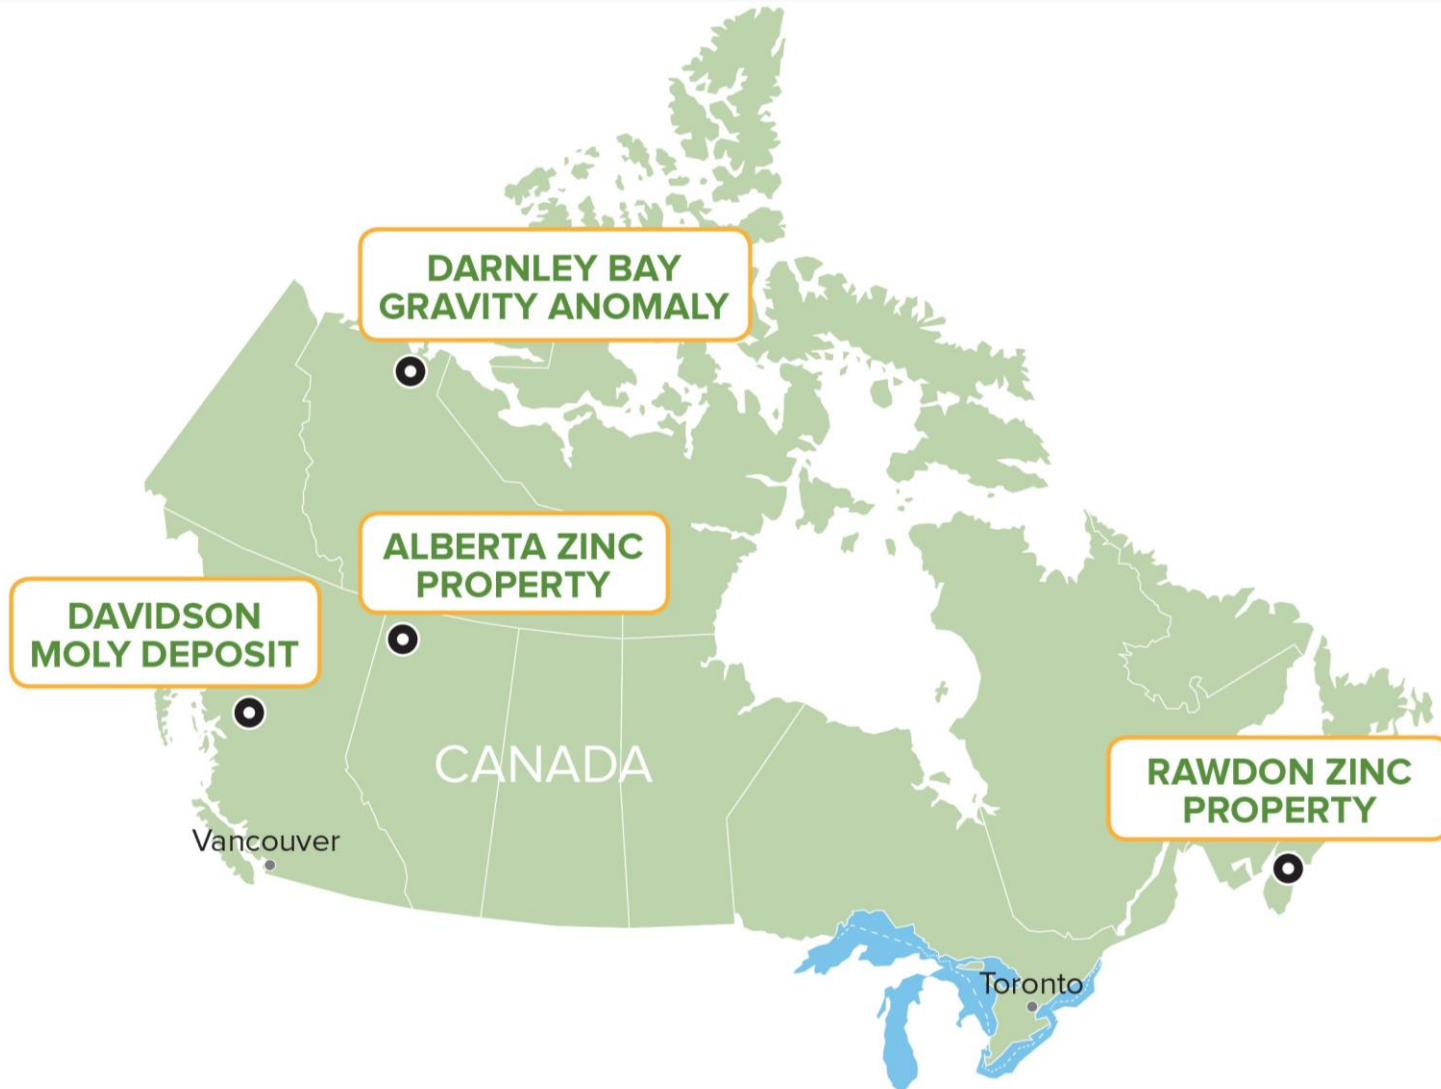 DARNLEY BAY
GRAVITY ANOMALY
ALBERTA ZINC
PROPERTY
DAVIDSON
MOLY DEPOSIT
CANADA
RAWDON ZINC
PROPERTY
Vancouver
Toronto